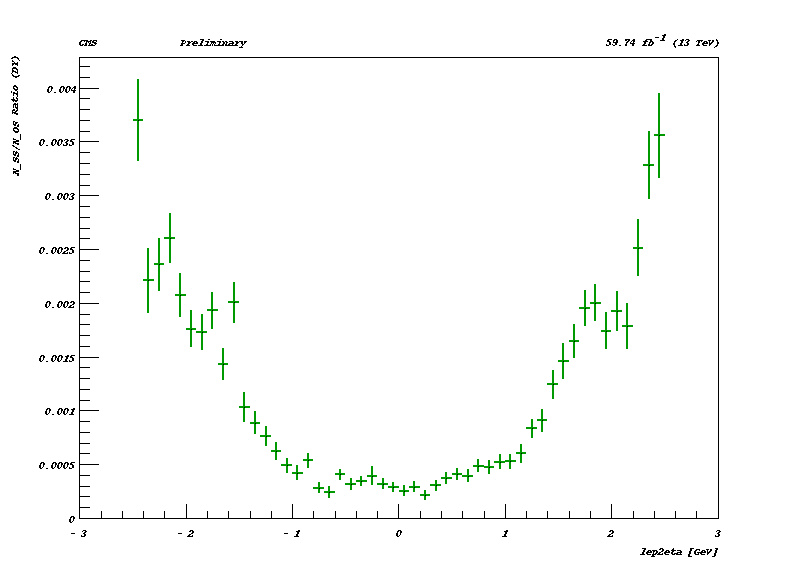 CMS Preliminary 59.74 fb⁻¹ (13 TeV)
N_SS/N_OS Ratio (DY)
0.004
0.0035
0.003
0.0025
0.002
0.0015
0.001
0.0005
0
-3 -2 -1 0 1 2 3
lep2eta [GeV]